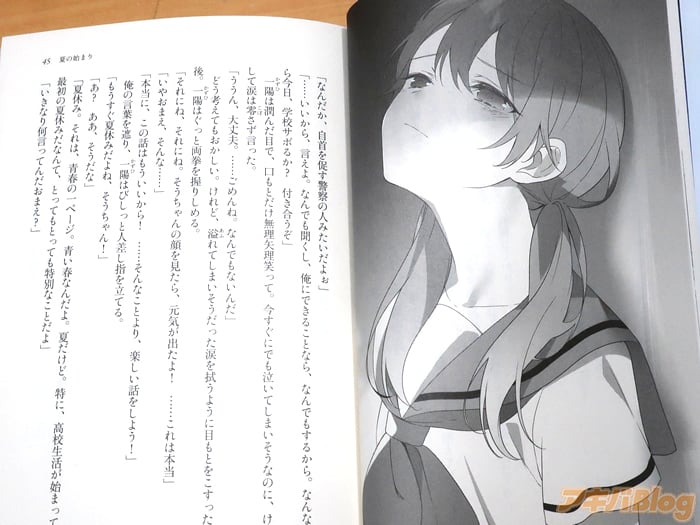 45 夏の始まり
「なんだか、自首を促す警察の人みたいだよぉ」
「……いいから、言えよ。なんでも聞くし、俺にできることなら、なんでもするから。なんな
ら今日、学校サボるか？　付き合うぞ」
一陽は潤んだ目で、口もとだけ無理矢理笑って。今すぐにでも泣いてしまいそうなのに、け
して涙は零さず言った。
「ううん、大丈夫。……ごめんね。なんでもないんだ」
どう考えてもおかしい。けれど、溢れてしまいそうだった涙を拭うように目もとをこすった
後。一陽はぐっと両拳を握りしめる。
「それにね、それにね。そうちゃんの顔を見たら、元気が出たよ！　……これは本当」
「いやおまえ、そんな……」
「本当に、この話はもういいから！　……そんなことより、楽しい話をしよう！」
俺の言葉を遮り、一陽はびしっと人差し指を立てる。
「もうすぐ夏休みだよね、そうちゃん！」
「あ？　ああ、そうだな」
「夏休み。それは、青春の一ページ。青い春なんだよ。夏だけど。特に、高校生活が始まって
最初の夏休みだなんて、とってもとっても特別なことだよ」
「いきなり何言ってんだおまえ？」
アキバBlog